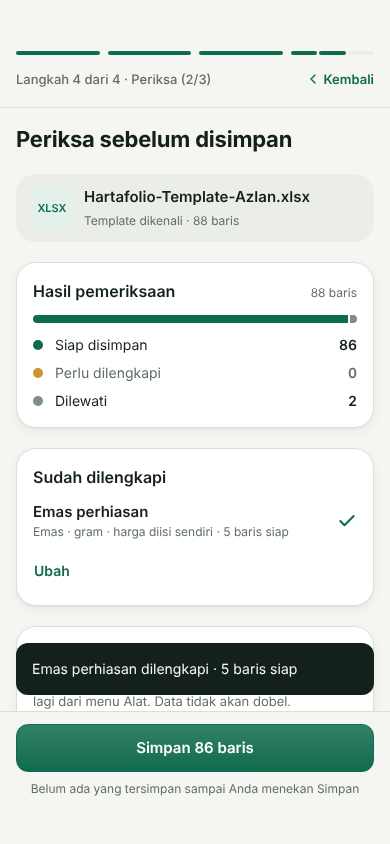 Langkah 4 dari 4 · Periksa (2/3)
Kembali
Periksa sebelum disimpan
XLSX
Hartafolio-Template-Azlan.xlsx
Template dikenali · 88 baris
Hasil pemeriksaan
88 baris
Siap disimpan
86
Perlu dilengkapi
0
Dilewati
2
Sudah dilengkapi
Emas perhiasan
Emas · gram · harga diisi sendiri · 5 baris siap
Ubah
Emas perhiasan dilengkapi · 5 baris siap
lagi dari menu Alat. Data tidak akan dobel.
Simpan 86 baris
Belum ada yang tersimpan sampai Anda menekan Simpan